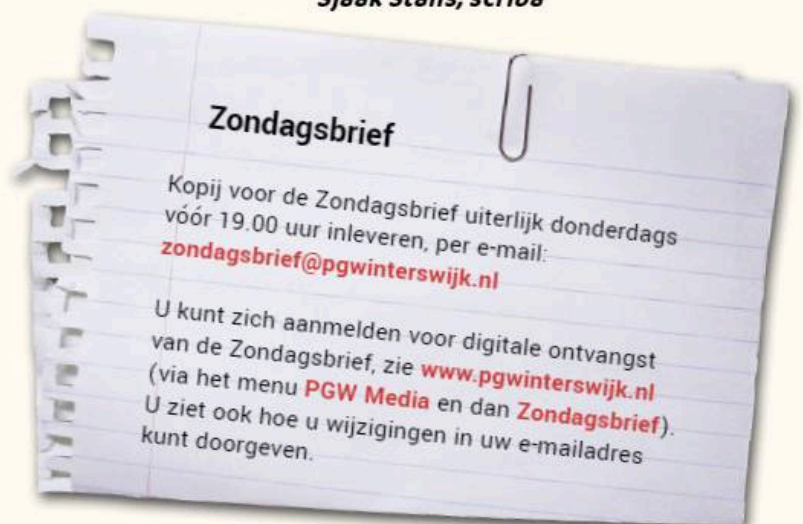 Sjaak Stans, scriba
Zondagsbrief
Kopij voor de Zondagsbrief uiterlijk donderdags
vóór 19.00 uur inleveren, per e-mail:
zondagsbrief@pgwinterswijk.nl
U kunt zich aanmelden voor digitale ontvangst
van de Zondagsbrief, zie www.pgwinterswijk.nl
(via het menu PGW Media en dan Zondagsbrief).
U ziet ook hoe u wijzigingen in uw e-mailadres
kunt doorgeven.